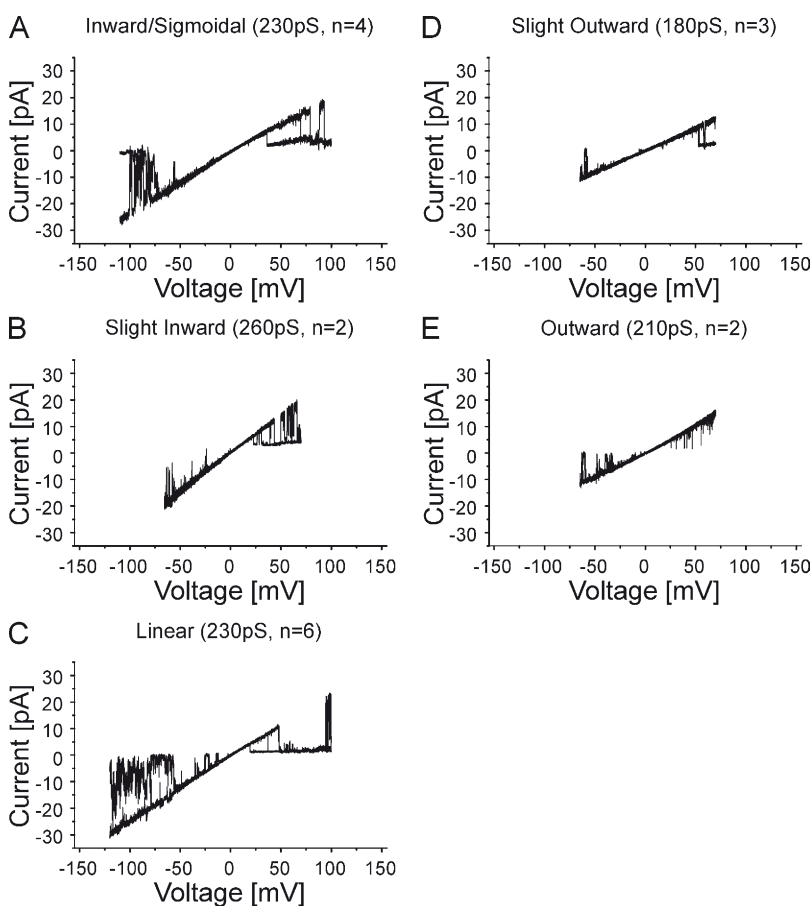 A
Inward/Sigmoidal (230pS, n=4)
Current [pA]
30
20
10
0
-10
-20
-30
-150 -100 -50 0 50 100 150
Voltage [mV]
B
Slight Inward (260pS, n=2)
Current [pA]
30
20
10
0
-10
-20
-30
-150 -100 -50 0 50 100 150
Voltage [mV]
C
Linear (230pS, n=6)
Current [pA]
30
20
10
0
-10
-20
-30
-150 -100 -50 0 50 100 150
Voltage [mV]
D
Slight Outward (180pS, n=3)
Current [pA]
30
20
10
0
-10
-20
-30
-150 -100 -50 0 50 100 150
Voltage [mV]
E
Outward (210pS, n=2)
Current [pA]
30
20
10
0
-10
-20
-30
-150 -100 -50 0 50 100 150
Voltage [mV]